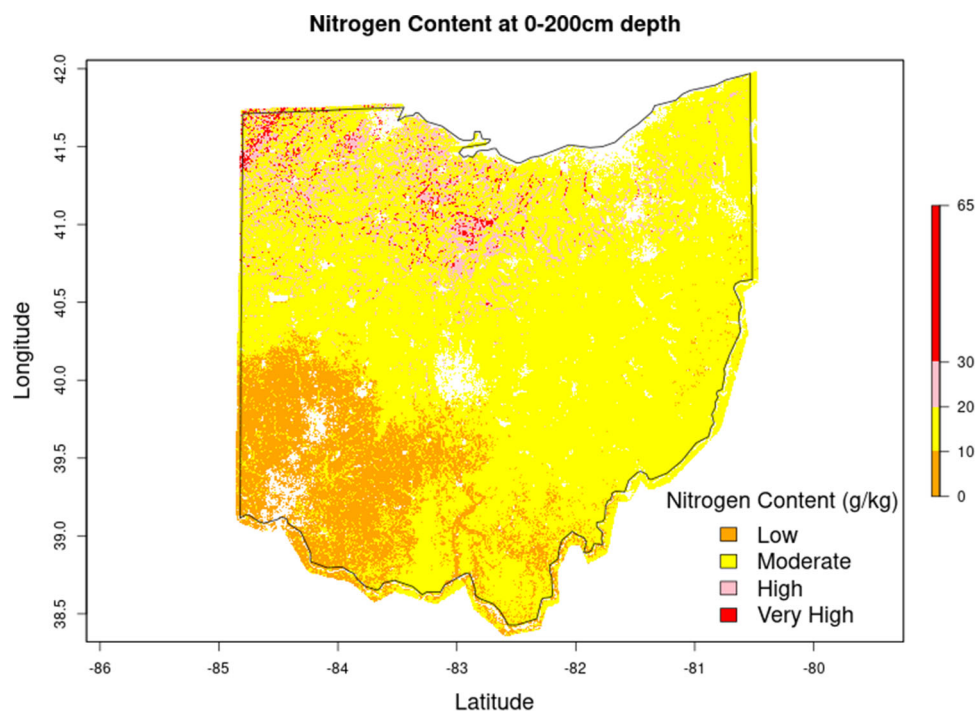 Nitrogen Content at 0-200cm depth
42.0
41.5
41.0
40.5
40.0
39.5
39.0
38.5
Longitude
-86
-85
-84
-83
-82
-81
-80
Latitude
65
30
20
10
0
Nitrogen Content (g/kg)
Low
Moderate
High
Very High